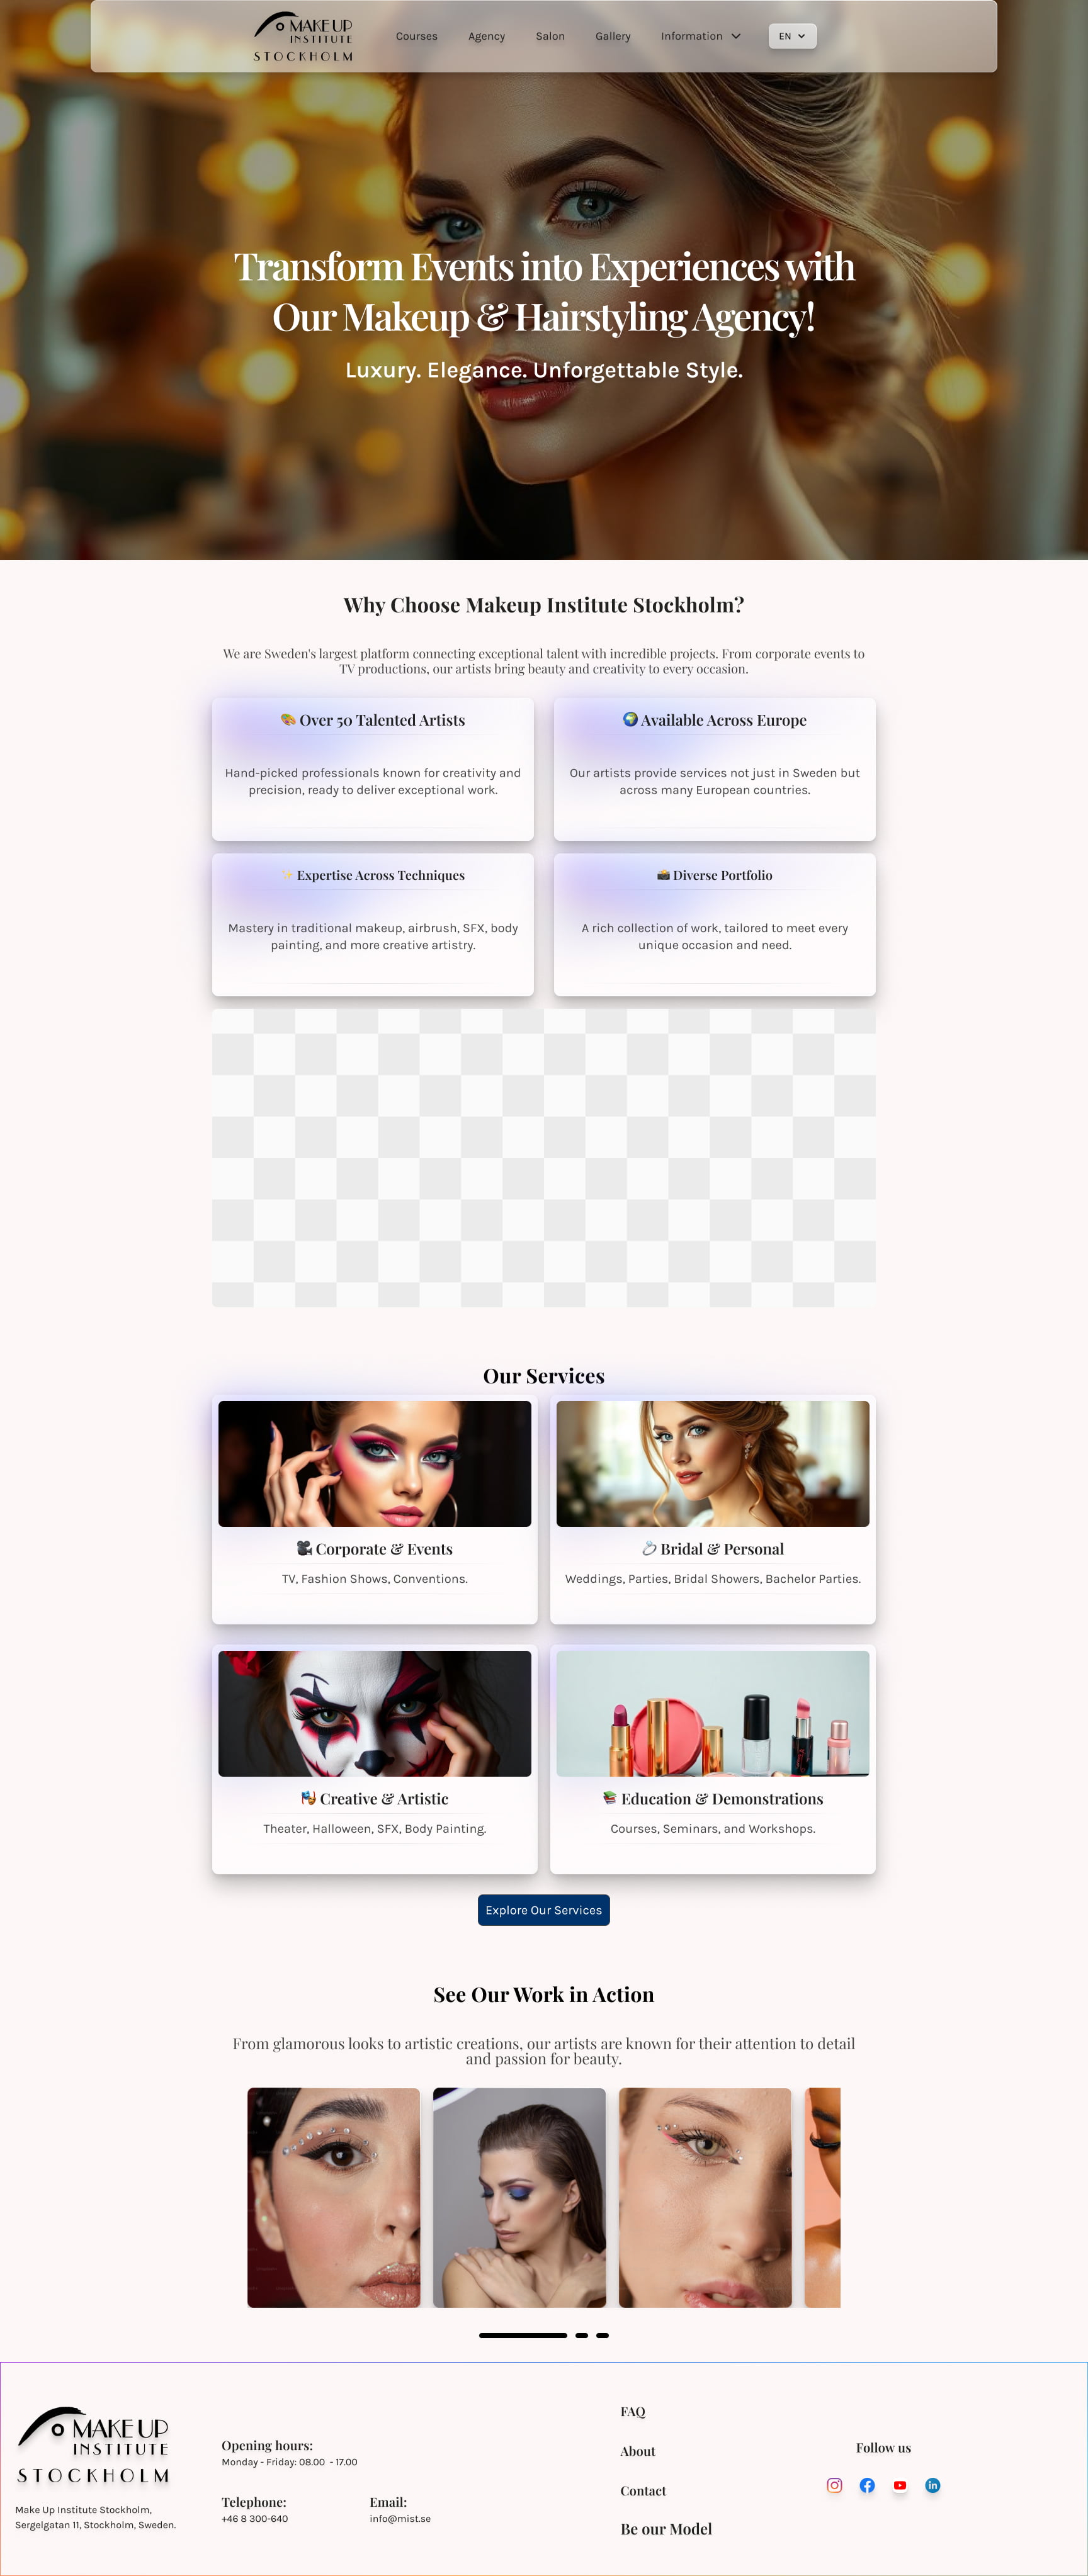 MAKE UP
INSTITUTE
STOCKHOLM
Courses
Agency
Salon
Gallery
Information
EN
Transform Events into Experiences with
Our Makeup & Hairstyling Agency!
Luxury. Elegance. Unforgettable Style.
Why Choose Makeup Institute Stockholm?
We are Sweden's largest platform connecting exceptional talent with incredible projects. From corporate events to
TV productions, our artists bring beauty and creativity to every occasion.
🎨 Over 50 Talented Artists
Hand-picked professionals known for creativity and
precision, ready to deliver exceptional work.
🌍 Available Across Europe
Our artists provide services not just in Sweden but
across many European countries.
✨ Expertise Across Techniques
Mastery in traditional makeup, airbrush, SFX, body
painting, and more creative artistry.
📸 Diverse Portfolio
A rich collection of work, tailored to meet every
unique occasion and need.
Our Services
🎥 Corporate & Events
TV, Fashion Shows, Conventions.
💍 Bridal & Personal
Weddings, Parties, Bridal Showers, Bachelor Parties.
🎭 Creative & Artistic
Theater, Halloween, SFX, Body Painting.
📚 Education & Demonstrations
Courses, Seminars, and Workshops.
Explore Our Services
See Our Work in Action
From glamorous looks to artistic creations, our artists are known for their attention to detail
and passion for beauty.
MAKE UP
INSTITUTE
STOCKHOLM
Make Up Institute Stockholm,
Sergelgatan 11, Stockholm, Sweden.
Opening hours:
Monday - Friday: 08.00 - 17.00
Telephone:
+46 8 300-640
Email:
info@mist.se
FAQ
About
Contact
Be our Model
Follow us